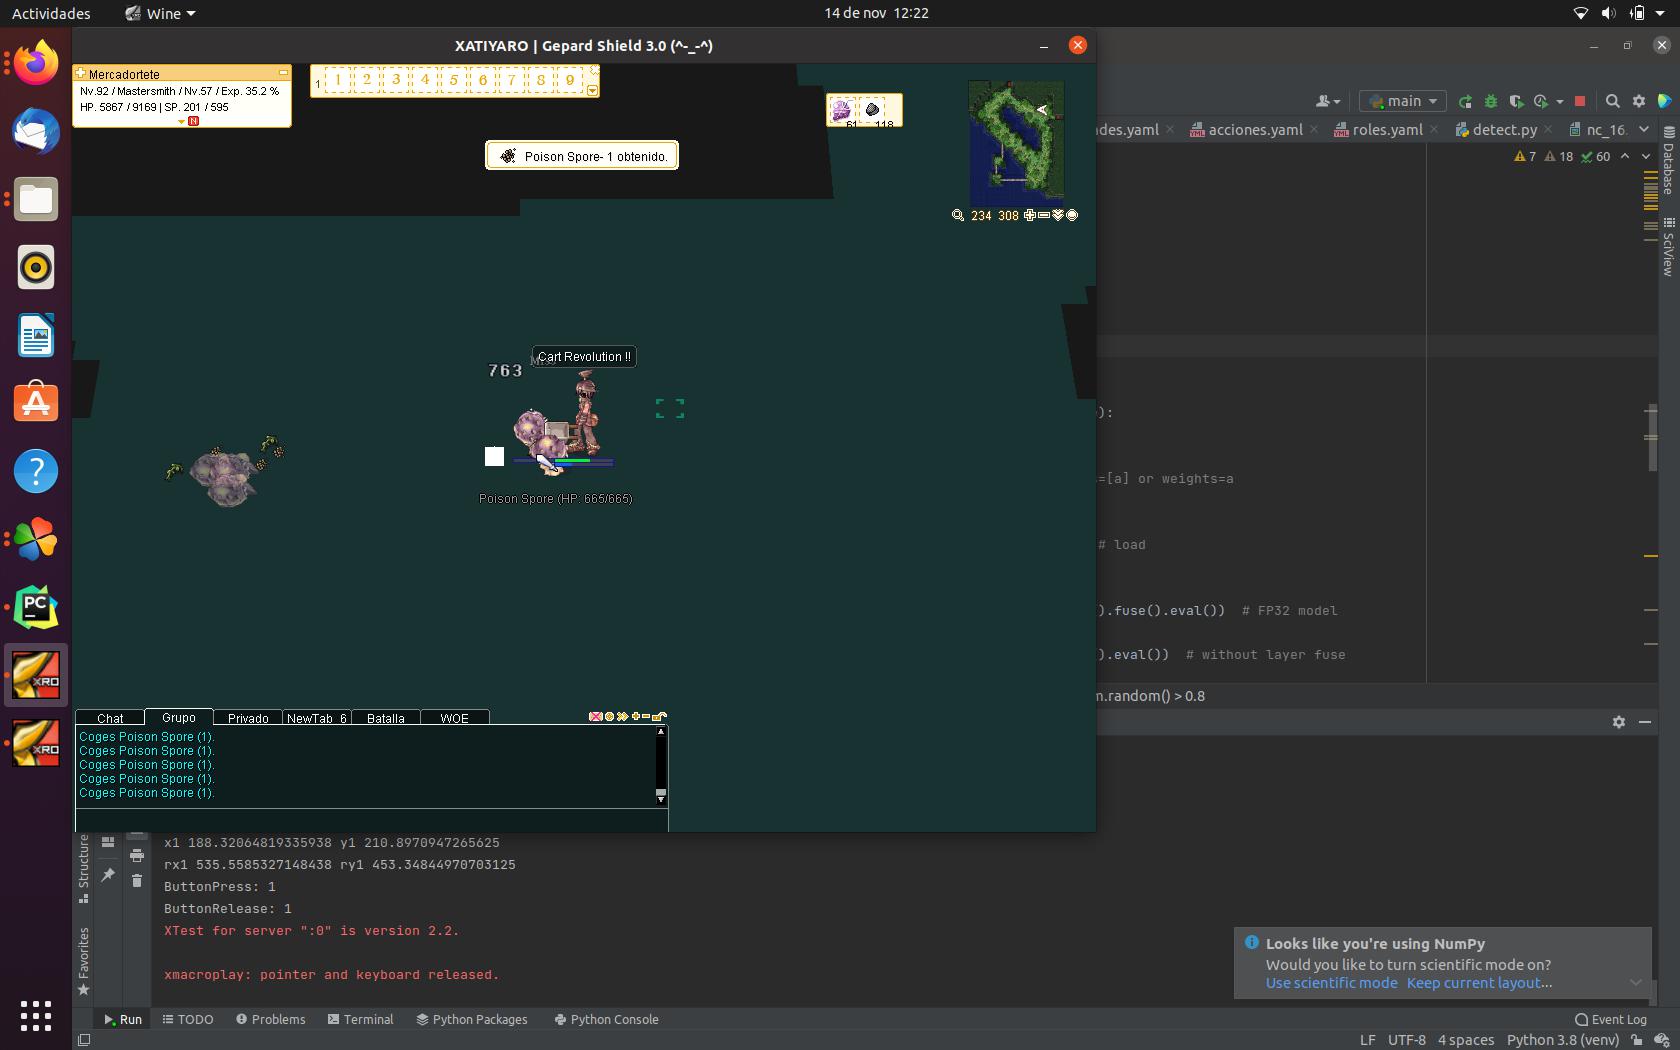 Actividades
Wine
14 de nov 12:22
XATIYARO | Gepard Shield 3.0 (^-_-^)
Mercadortete
Nv.92 / Mastersmith / Nv.57 / Exp. 35.2 %
HP. 5867 / 9169 | SP. 201 / 595
N
1 1 2 3 4 5 6 7 8 9
61 118
Poison Spore- 1 obtenido.
234 308
main
des.yaml
acciones.yaml
roles.yaml
detect.py
nc_16.
7 18 60
Database
SciView
Cart Revolution !!
763
Poison Spore (HP: 665/665)
):
=[a] or weights=a
# load
).fuse().eval()) # FP32 model
).eval()) # without layer fuse
m.random() > 0.8
Chat Grupo Privado NewTab_6 Batalla WOE
Coges Poison Spore (1).
Coges Poison Spore (1).
Coges Poison Spore (1).
Coges Poison Spore (1).
Coges Poison Spore (1).
PC
XRO
XRO
Structure
Favorites
x1 188.32064819335938 y1 210.8970947265625
rx1 535.5585327148438 ry1 453.34844970703125
ButtonPress: 1
ButtonRelease: 1
XTest for server ":0" is version 2.2.
xmacroplay: pointer and keyboard released.
Looks like you're using NumPy
Would you like to turn scientific mode on?
Use scientific mode Keep current layout...
Run TODO Problems Terminal Python Packages Python Console
Event Log
LF UTF-8 4 spaces Python 3.8 (venv)